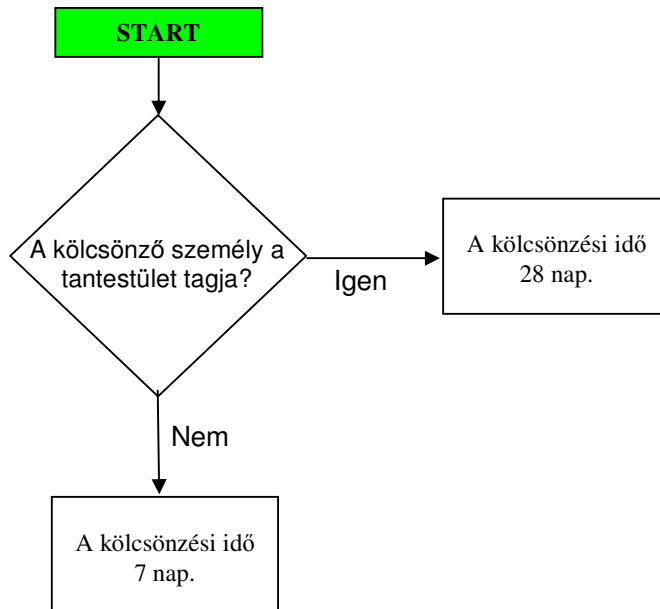 START
A kölcsönző személy a
tantestület tagja?
Igen
A kölcsönzési idő
28 nap.
Nem
A kölcsönzési idő
7 nap.